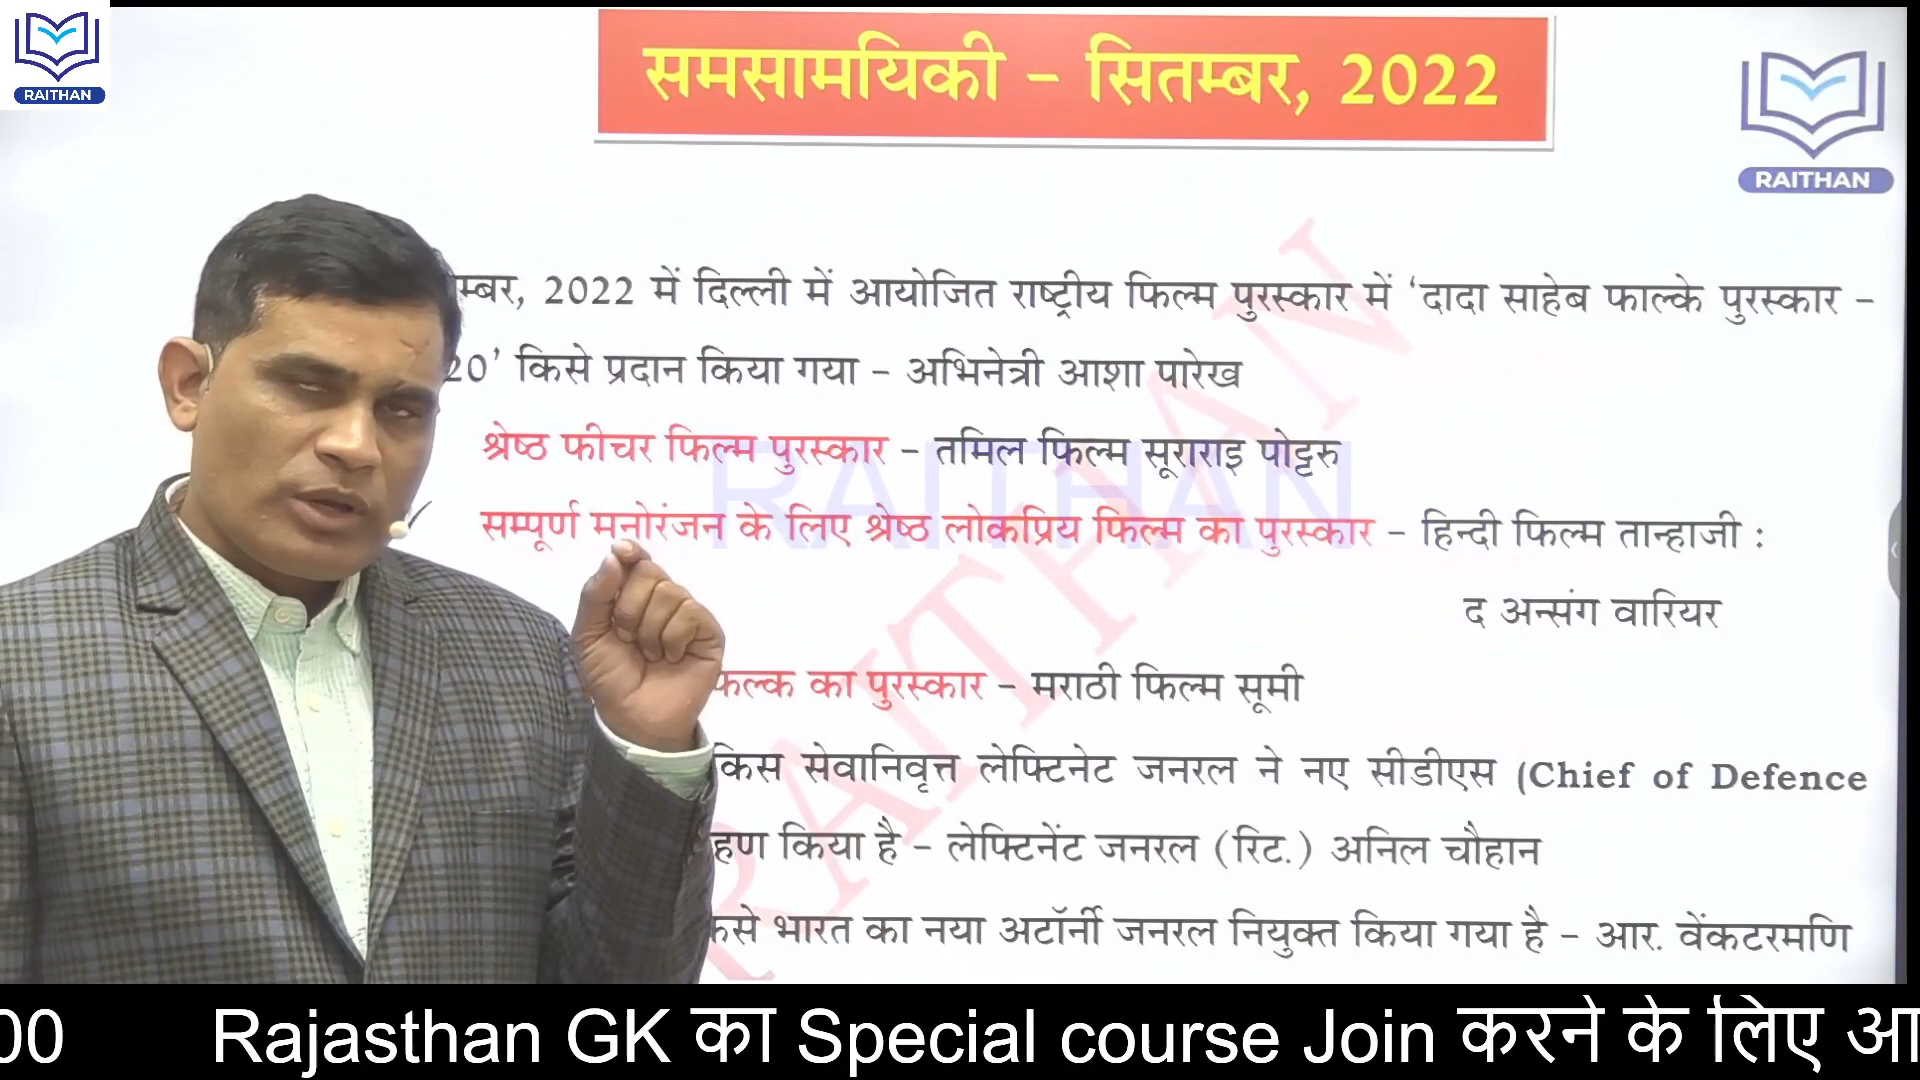 RAITHAN
समसामयिकी – सितम्बर, 2022
RAITHAN
म्बर, 2022 में दिल्ली में आयोजित राष्ट्रीय फिल्म पुरस्कार में ‘दादा साहेब फाल्के पुरस्कार –
20’ किसे प्रदान किया गया – अभिनेत्री आशा पारेख
श्रेष्ठ फीचर फिल्म पुरस्कार – तमिल फिल्म सूराराइ पोट्टरु
सम्पूर्ण मनोरंजन के लिए श्रेष्ठ लोकप्रिय फिल्म का पुरस्कार – हिन्दी फिल्म तान्हाजी :
द अन्संग वारियर
का पुरस्कार – मराठी फिल्म सूमी
किस सेवानिवृत्त लेफ्टिनेट जनरल ने नए सीडीएस (Chief of Defence
हण किया है – लेफ्टिनेंट जनरल (रिट.) अनिल चौहान
भारत का नया अटॉर्नी जनरल नियुक्त किया गया है – आर. वेंकटरमणि
RAITHAN
RAITHAN
00 Rajasthan GK का Special course Join करने के लिए आ